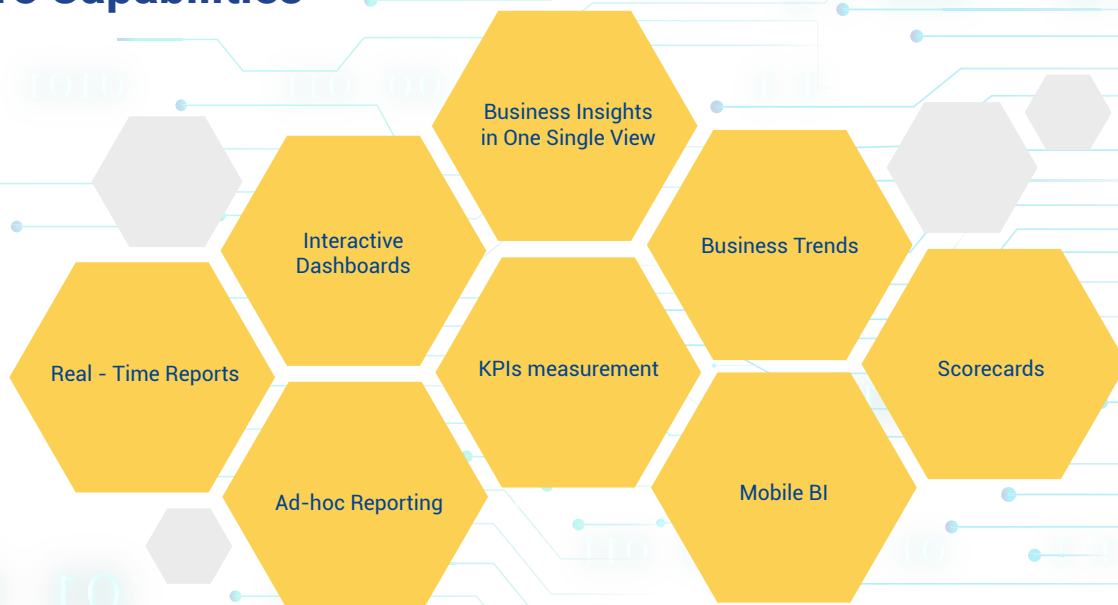 Capabilities
Business Insights
in One Single View
Interactive
Dashboards
Business Trends
Real - Time Reports
KPIs measurement
Scorecards
Ad-hoc Reporting
Mobile BI